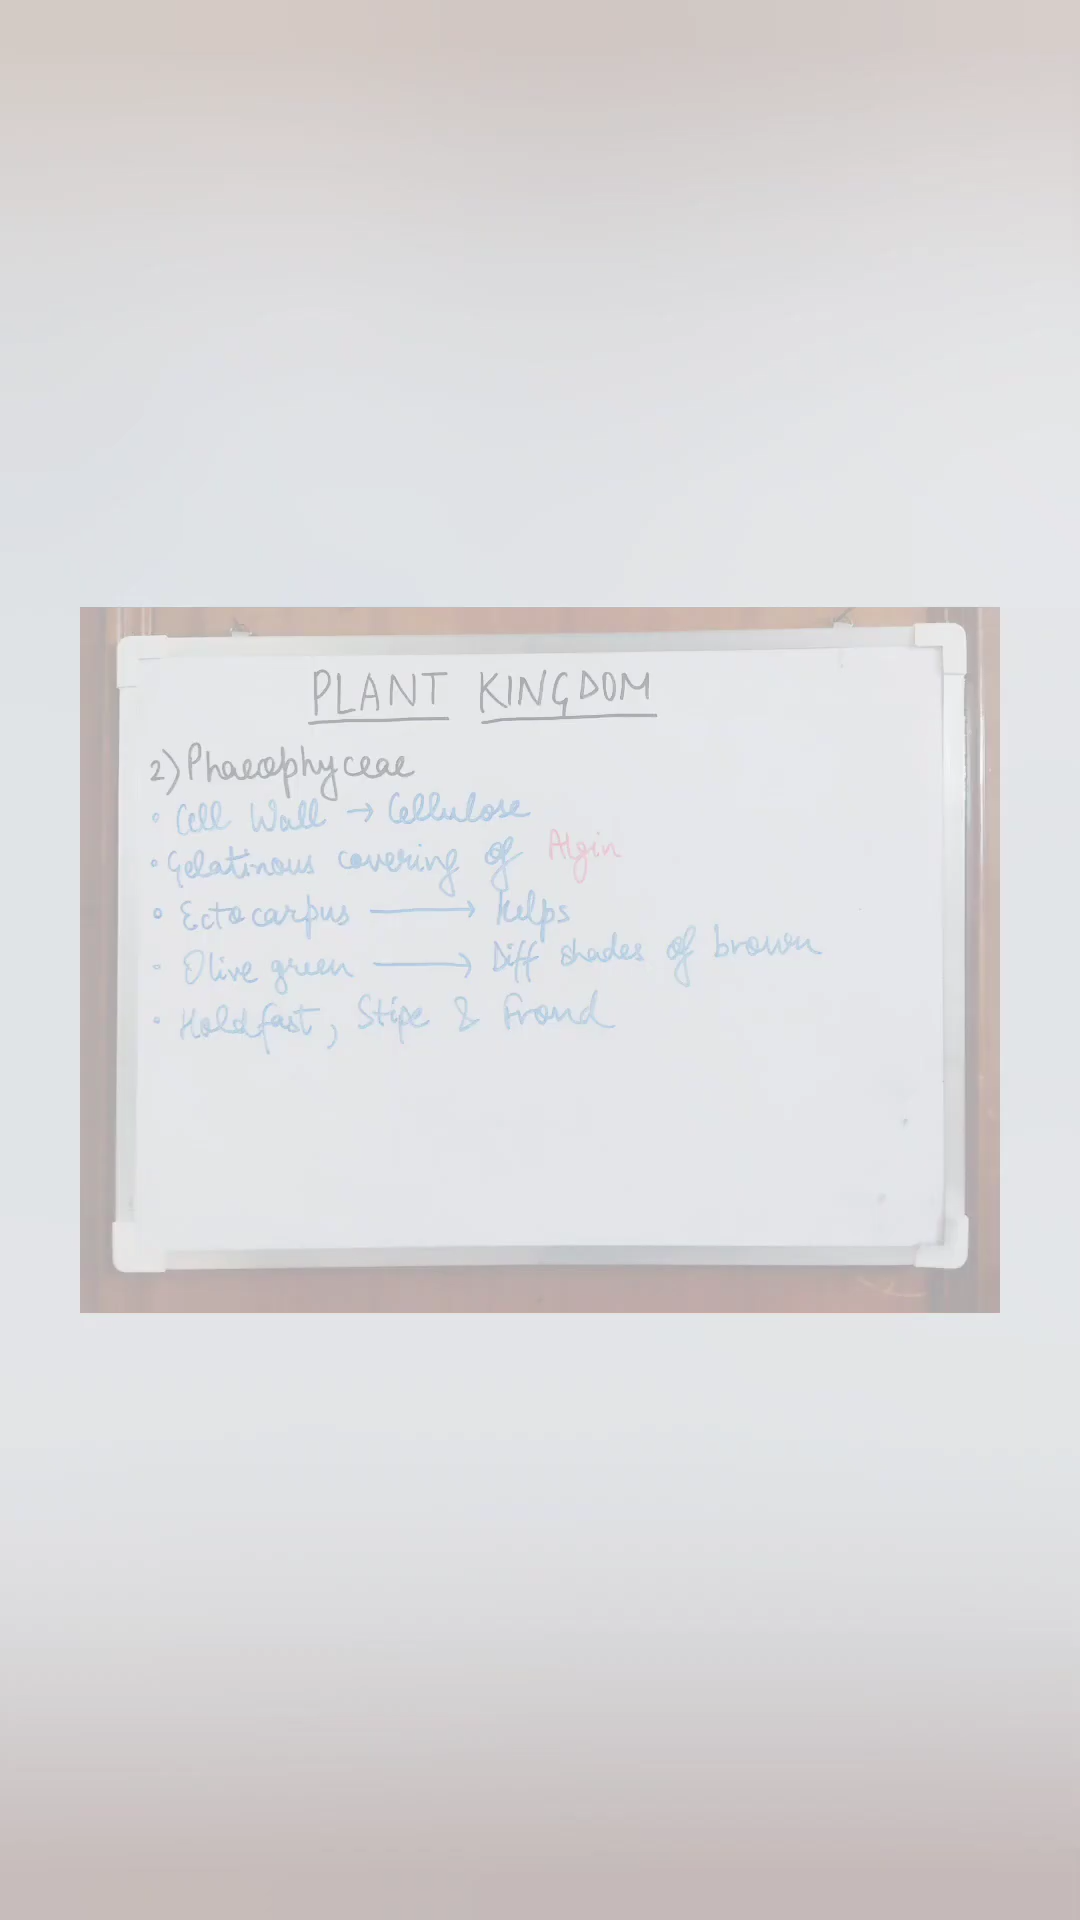 PLANT KINGDOM
2) Phaeophyceae
• Cell Wall → Cellulose
• Gelatinous covering of Algin
• Ectocarpus → kelps
• Olive green → Diff shades of brown
• Holdfast, Stipe & Frond